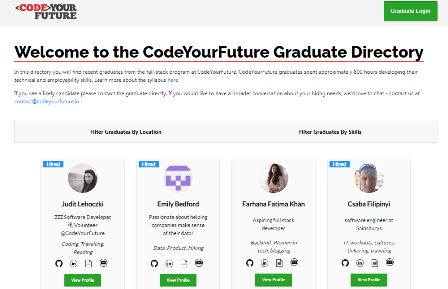 <CODE>YOUR
FUTURE
Graduate Login
Welcome to the CodeYourFuture Graduate Directory
In this directory you will find recent graduates from the full-stack program at CodeYourFuture. CodeYourFuture graduates spent approximately 800 hours developing their
technical and employability skills. Learn more about the syllabus here
If you see a likely candidate please contact the graduate directly. If you would like to have a broader conversation about your hiring needs, we'd love to chat - contact us at
contact@codeyourfuture.io
Filter Graduates By Location
Filter Graduates By Skills
Hired
Judit Lehoczki
Software Developer
Volunteer
@CodeYourFuture
Coding, Traveling,
Reading
View Profile
Emily Bedford
Passionate about helping
companies make sense
of their data!
Data, Product, Hiking
View Profile
Farhana Fatima Khan
Aspiring full stack
developer
Backend, Women in
tech, blogging
View Profile
Hired
Csaba Filipinyi
software engineer at
Sainsburys
IT, workouts, cultures,
tinkering, traveling
View Profile